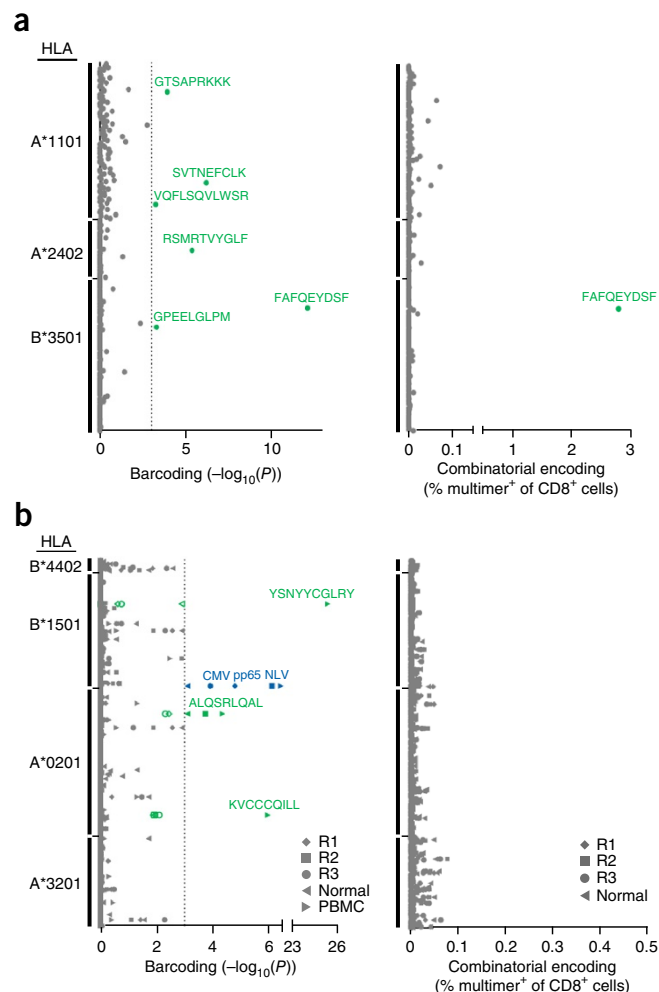 a
HLA
A*1101
A*2402
B*3501
GTSAPRKKK
SVTNEFCLK
VQFLSQVLWSR
RSMRTVYGLF
FAFQEYDSF
GPEELGLPM
0 5 10
Barcoding (−log10(P))
FAFQEYDSF
0 0.1 1 2 3
Combinatorial encoding
(% multimer+ of CD8+ cells)
b
HLA
B*4402
B*1501
A*0201
A*3201
YSNYYCGLRY
CMV pp65 NLV
ALQSRLQAL
KVCCCQILL
R1
R2
R3
Normal
PBMC
0 2 4 6 23 26
Barcoding (−log10(P))
R1
R2
R3
Normal
0 0.1 0.2 0.3 0.4 0.5
Combinatorial encoding
(% multimer+ of CD8+ cells)